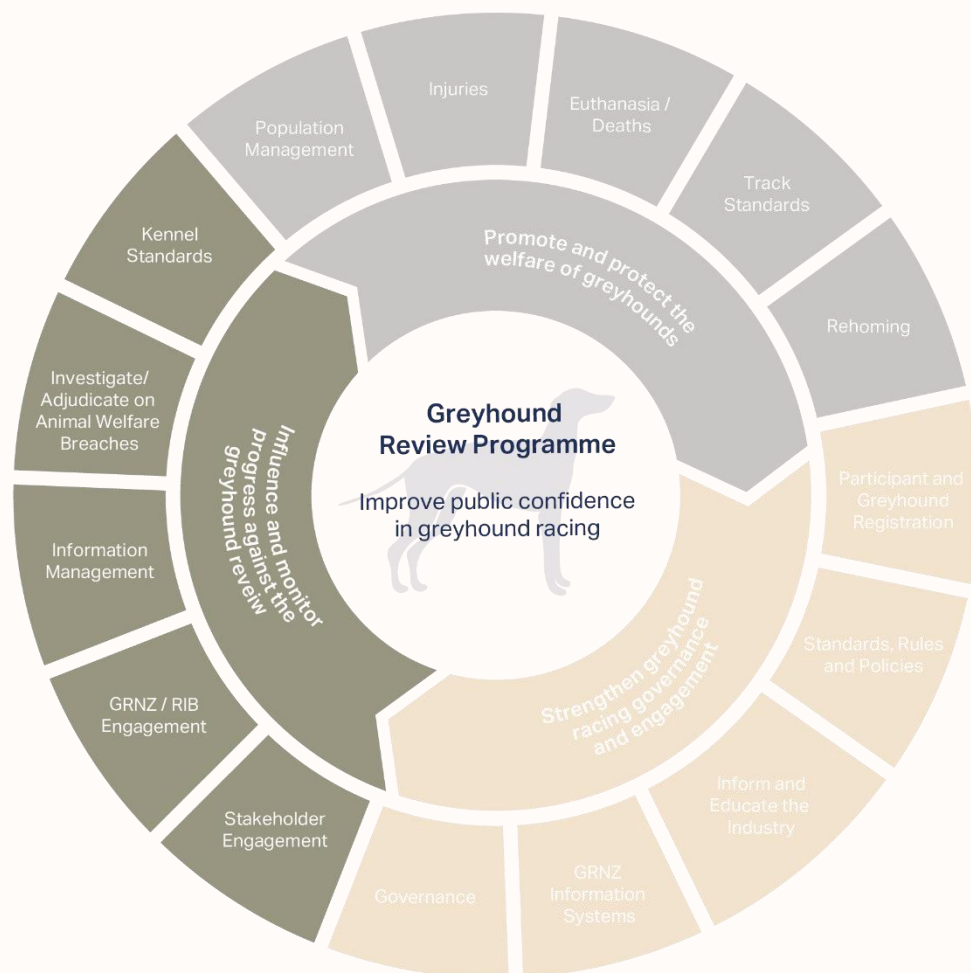 Greyhound
Review Programme
Improve public confidence
in greyhound racing
Promote and protect the
welfare of greyhounds
Strengthen greyhound
racing governance
and engagement
Influence and monitor
progress against the
greyhound reveiw
Population
Management
Injuries
Euthanasia /
Deaths
Track
Standards
Rehoming
Participant and
Greyhound
Registration
Standards, Rules
and Policies
Inform and
Educate the
Industry
GRNZ
Information
Systems
Governance
Stakeholder
Engagement
GRNZ / RIB
Engagement
Information
Management
Investigate/
Adjudicate on
Animal Welfare
Breaches
Kennel
Standards